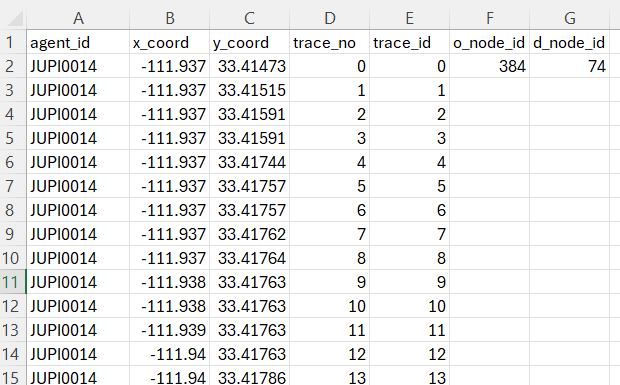 A B C D E F G
1 agent_id x_coord y_coord trace_no trace_id o_node_id d_node_id
2 JUPI0014 -111.937 33.41473 0 0 384 74
3 JUPI0014 -111.937 33.41515 1 1
4 JUPI0014 -111.937 33.41591 2 2
5 JUPI0014 -111.937 33.41591 3 3
6 JUPI0014 -111.937 33.41744 4 4
7 JUPI0014 -111.937 33.41757 5 5
8 JUPI0014 -111.937 33.41757 6 6
9 JUPI0014 -111.937 33.41762 7 7
10 JUPI0014 -111.937 33.41764 8 8
11 JUPI0014 -111.938 33.41763 9 9
12 JUPI0014 -111.938 33.41763 10 10
13 JUPI0014 -111.939 33.41763 11 11
14 JUPI0014 -111.94 33.41763 12 12
15 JUPI0014 -111.94 33.41786 13 13